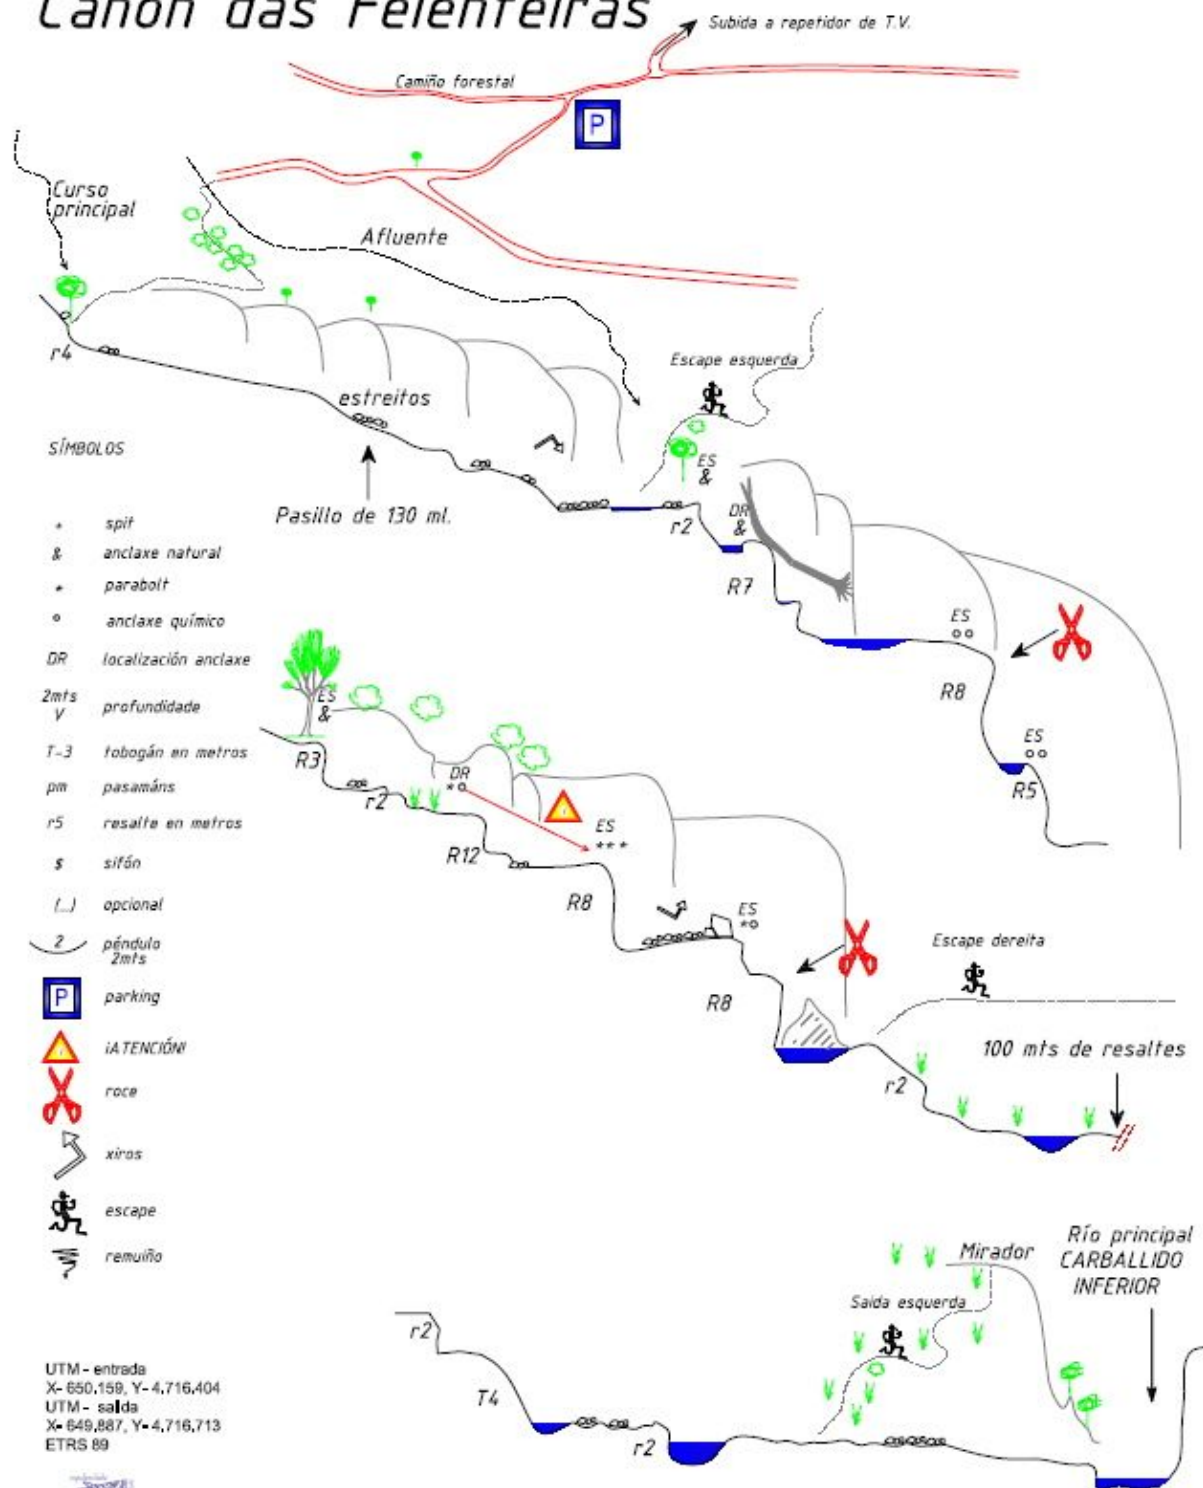 Canón das Felenteiras
Subida a repetidor de T.V.
Camiño forestal
P
Curso
principal
Afluente
r4
Escape esquerda
estreitos
ES
&
SÍMBOLOS
Pasillo de 130 ml.
r2
DR
&
R7
ES
R8
ES
R5
* spit
& anclaxe natural
* parabolt
o anclaxe químico
DR localización anclaxe
2mts
V profundidade
T-3 tobogán en metros
pm pasamáns
r5 resalte en metros
$ sifón
(...) opcional
2 péndulo
2mts
P parking
¡ATENCIÓN!
roce
xiros
escape
remuiño
ES
&
R3
r2
DR
*o
R12
ES
***
R8
ES
*o
R8
Escape dereita
100 mts de resaltes
r2
Río principal
CARBALLIDO
INFERIOR
Mirador
Saida esquerda
r2
T4
r2
UTM - entrada
X- 650.159, Y- 4.716.404
UTM - saída
X- 649.887, Y- 4.716.713
ETRS 89